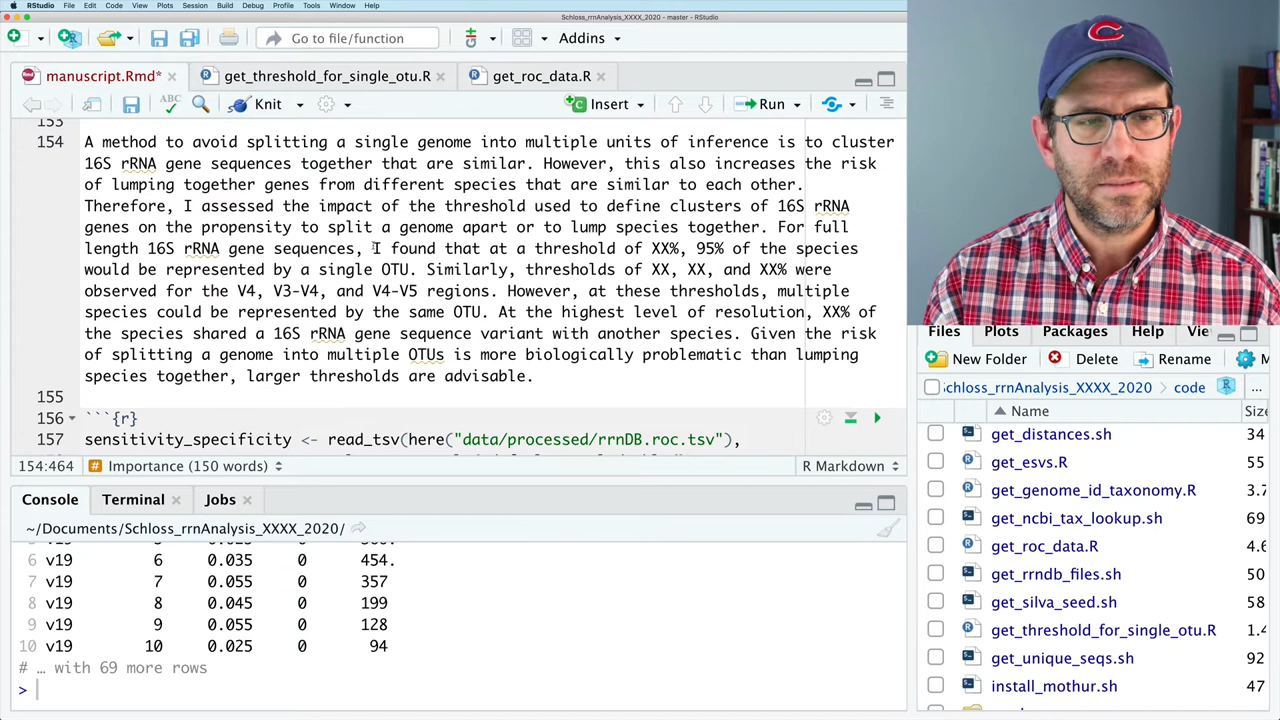 RStudio File Edit Code View Plots Session Build Debug Profile Tools Window Help
Schloss_rrnAnalysis_XXXX_2020 - master - RStudio
Go to file/function Addins
manuscript.Rmd* get_threshold_for_single_otu.R get_roc_data.R
ABC Knit Insert Run
153
154 A method to avoid splitting a single genome into multiple units of inference is to cluster
16S rRNA gene sequences together that are similar. However, this also increases the risk
of lumping together genes from different species that are similar to each other.
Therefore, I assessed the impact of the threshold used to define clusters of 16S rRNA
genes on the propensity to split a genome apart or to lump species together. For full
length 16S rRNA gene sequences, I found that at a threshold of XX%, 95% of the species
would be represented by a single OTU. Similarly, thresholds of XX, XX, and XX% were
observed for the V4, V3-V4, and V4-V5 regions. However, at these thresholds, multiple
species could be represented by the same OTU. At the highest level of resolution, XX% of
the species shared a 16S rRNA gene sequence variant with another species. Given the risk
of splitting a genome into multiple OTUs is more biologically problematic than lumping
species together, larger thresholds are advisable.
155
156 ```{r}
157 sensitivity_specificity <- read_tsv(here("data/processed/rrnDB.roc.tsv"),
154:464 # Importance (150 words) R Markdown
Console Terminal Jobs
~/Documents/Schloss_rrnAnalysis_XXXX_2020/
6 v19 6 0.035 0 454.
7 v19 7 0.055 0 357
8 v19 8 0.045 0 199
9 v19 9 0.055 0 128
10 v19 10 0.025 0 94
# … with 69 more rows
>
Files Plots Packages Help
New Folder Delete Rename
chloss_rrnAnalysis_XXXX_2020 code ...
Name Size
get_distances.sh 34
get_esvs.R 55
get_genome_id_taxonomy.R 3.7
get_ncbi_tax_lookup.sh 69
get_roc_data.R 4.6
get_rrndb_files.sh 50
get_silva_seed.sh 58
get_threshold_for_single_otu.R 1.4
get_unique_seqs.sh 92
install_mothur.sh 47